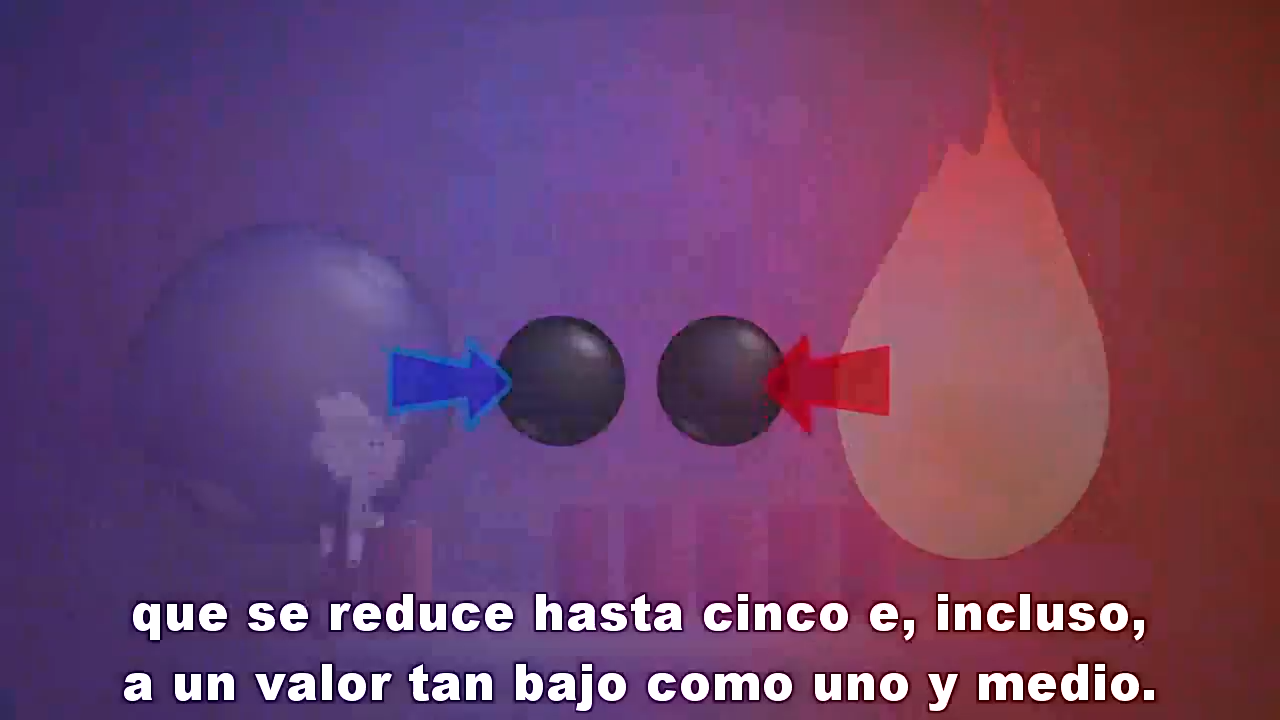 que se reduce hasta cinco e, incluso,
a un valor tan bajo como uno y medio.